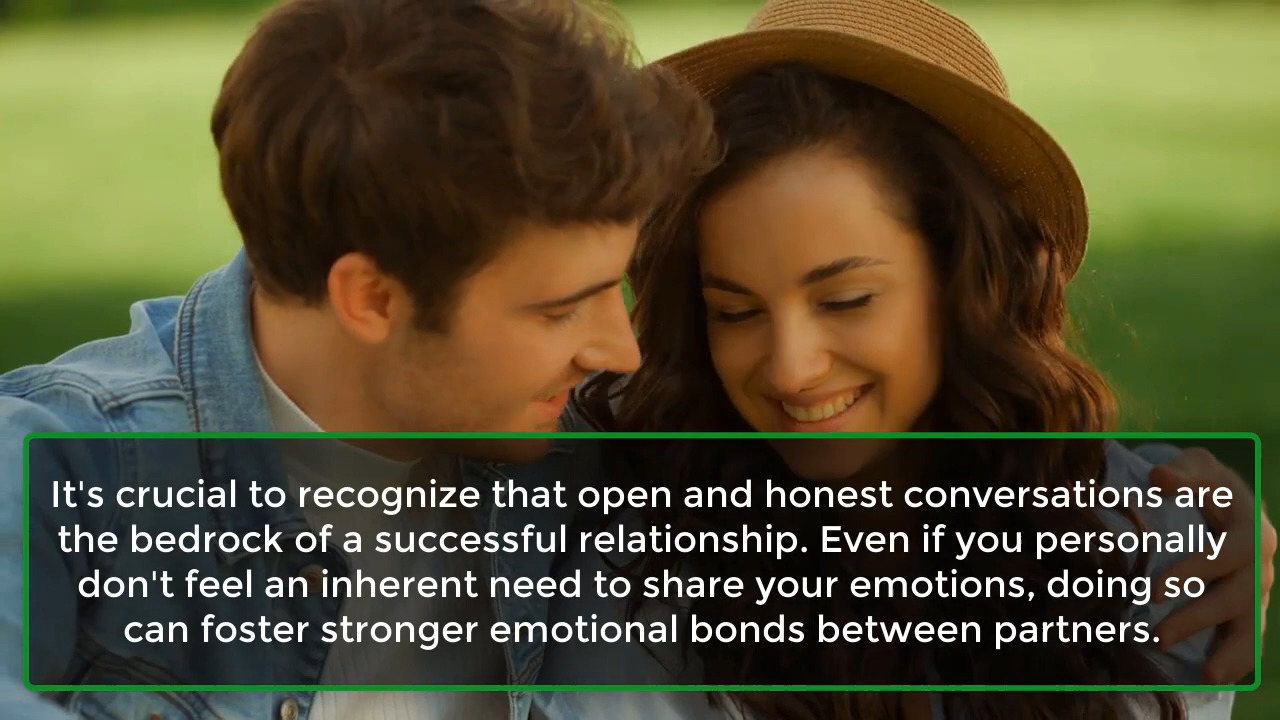 It's crucial to recognize that open and honest conversations are
the bedrock of a successful relationship. Even if you personally
don't feel an inherent need to share your emotions, doing so
can foster stronger emotional bonds between partners.